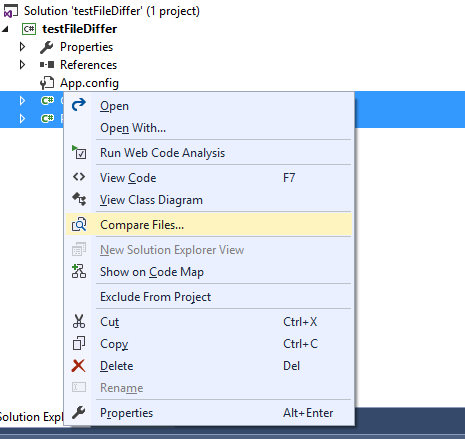 Solution 'testFileDiffer' (1 project)
C# testFileDiffer
Properties
References
App.config
C#
C#
Open
Open With...
Run Web Code Analysis
View Code F7
View Class Diagram
Compare Files...
New Solution Explorer View
Show on Code Map
Exclude From Project
Cut Ctrl+X
Copy Ctrl+C
Delete Del
Rename
Properties Alt+Enter
Solution Expl